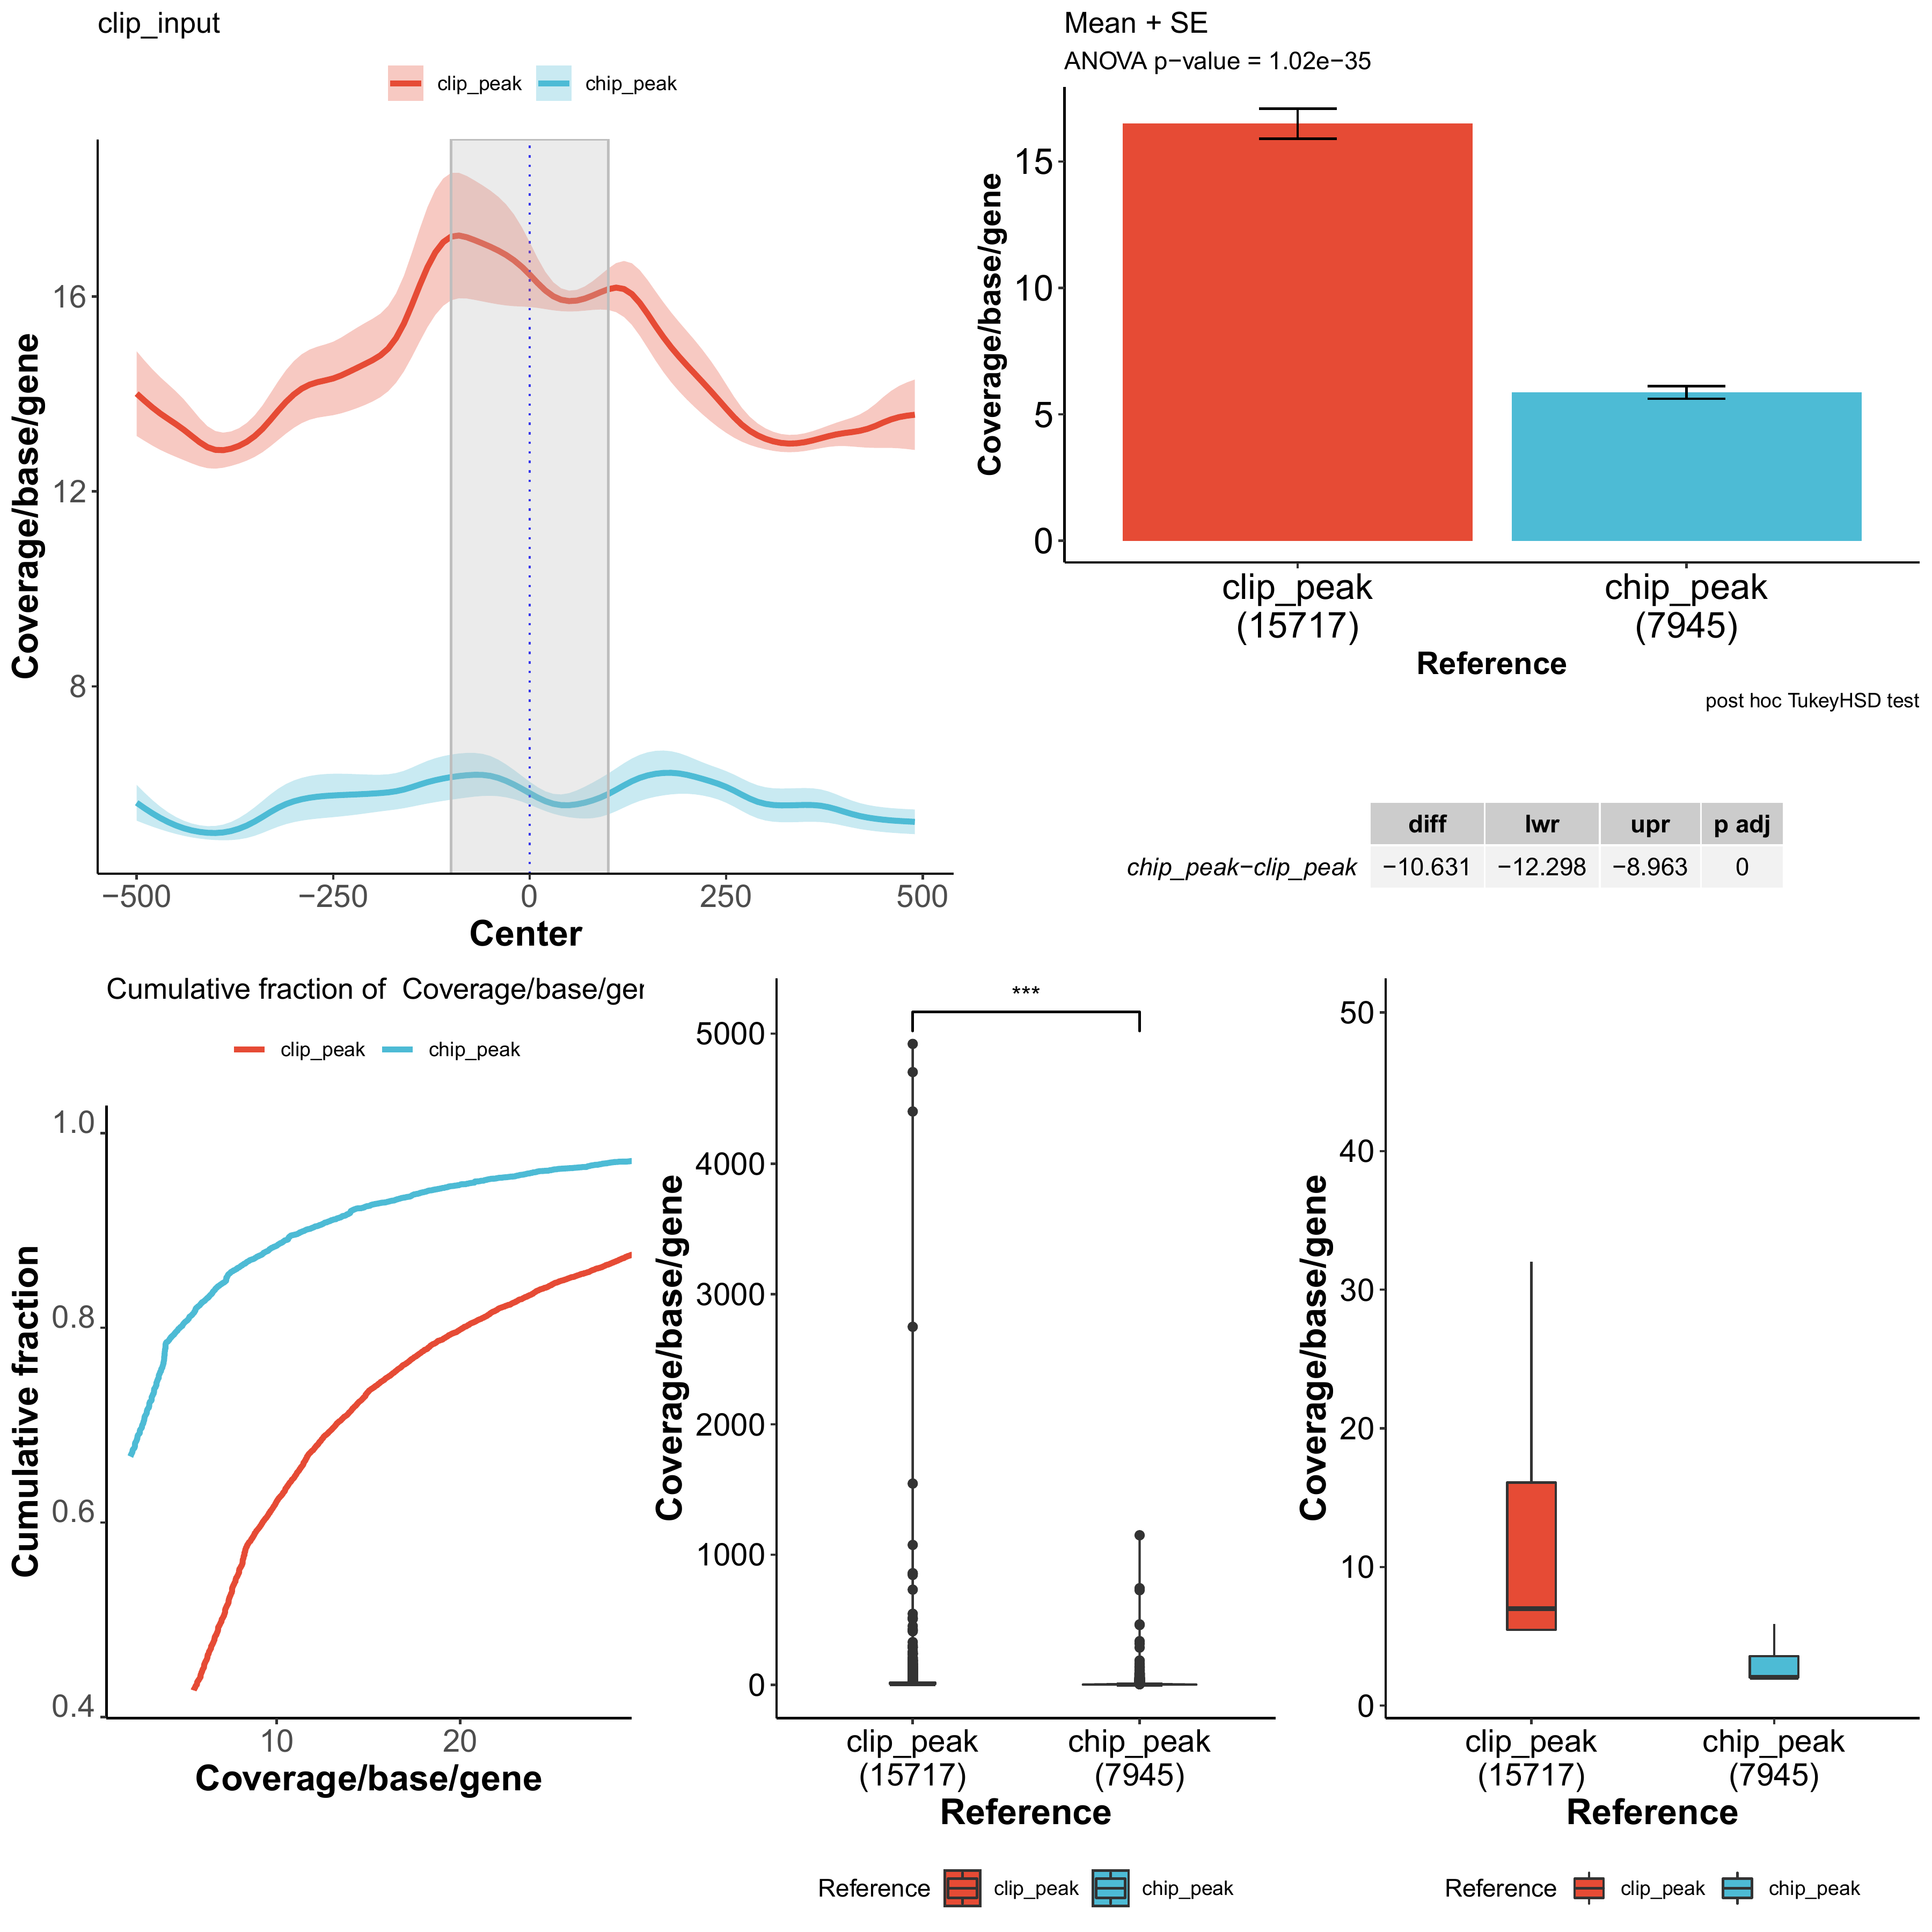 clip_input
clip_peak chip_peak
Coverage/base/gene
16
12
8
−500 −250 0 250 500
Center
Mean + SE
ANOVA p−value = 1.02e−35
Coverage/base/gene
15
10
5
0
clip_peak chip_peak
(15717) (7945)
Reference
post hoc TukeyHSD test
diff lwr upr p adj
chip_peak−clip_peak −10.631 −12.298 −8.963 0
Cumulative fraction of Coverage/base/ger
clip_peak chip_peak
Cumulative fraction
1.0
0.8
0.6
0.4
10 20
Coverage/base/gene
***
Coverage/base/gene
5000
4000
3000
2000
1000
0
clip_peak chip_peak
(15717) (7945)
Reference
Reference clip_peak chip_peak
Coverage/base/gene
50
40
30
20
10
0
clip_peak chip_peak
(15717) (7945)
Reference
Reference clip_peak chip_peak